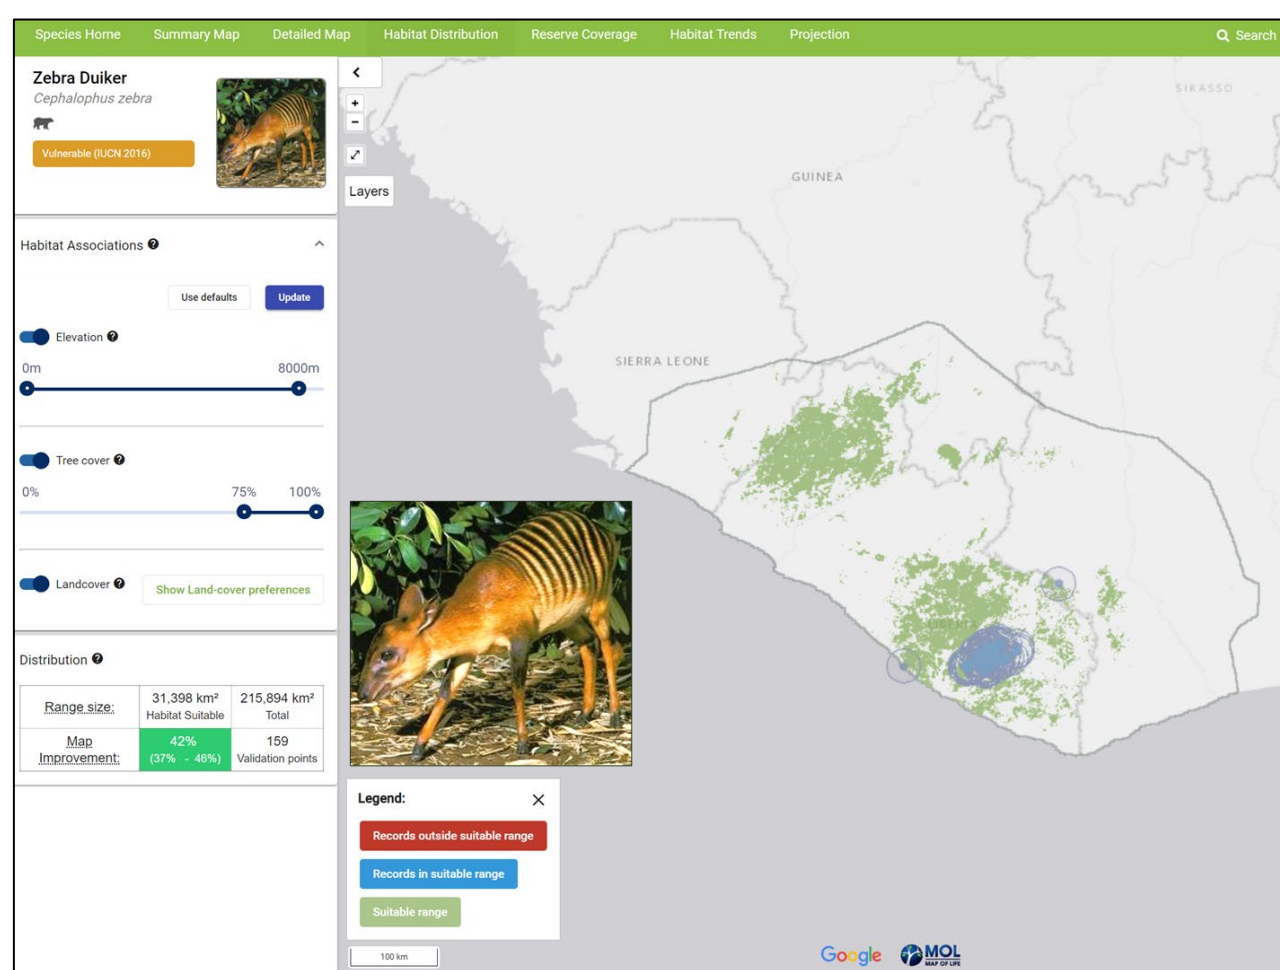 Species Home Summary Map Detailed Map Habitat Distribution Reserve Coverage Habitat Trends Projection Search
Zebra Duiker
Cephalophus zebra
Vulnerable (IUCN 2016)
Habitat Associations ?
Use defaults Update
Elevation ?
0m 8000m
Tree cover ?
0% 75% 100%
Landcover ? Show Land-cover preferences
Distribution ?
Range size: 31,398 km² 215,894 km²
Habitat Suitable Total
Map 42% 159
Improvement: (37% - 46%) Validation points
+
-
Layers
SIKASSO
GUINEA
SIERRA LEONE
Legend:
Records outside suitable range
Records in suitable range
Suitable range
100 km
Google MOL
MAP OF LIFE